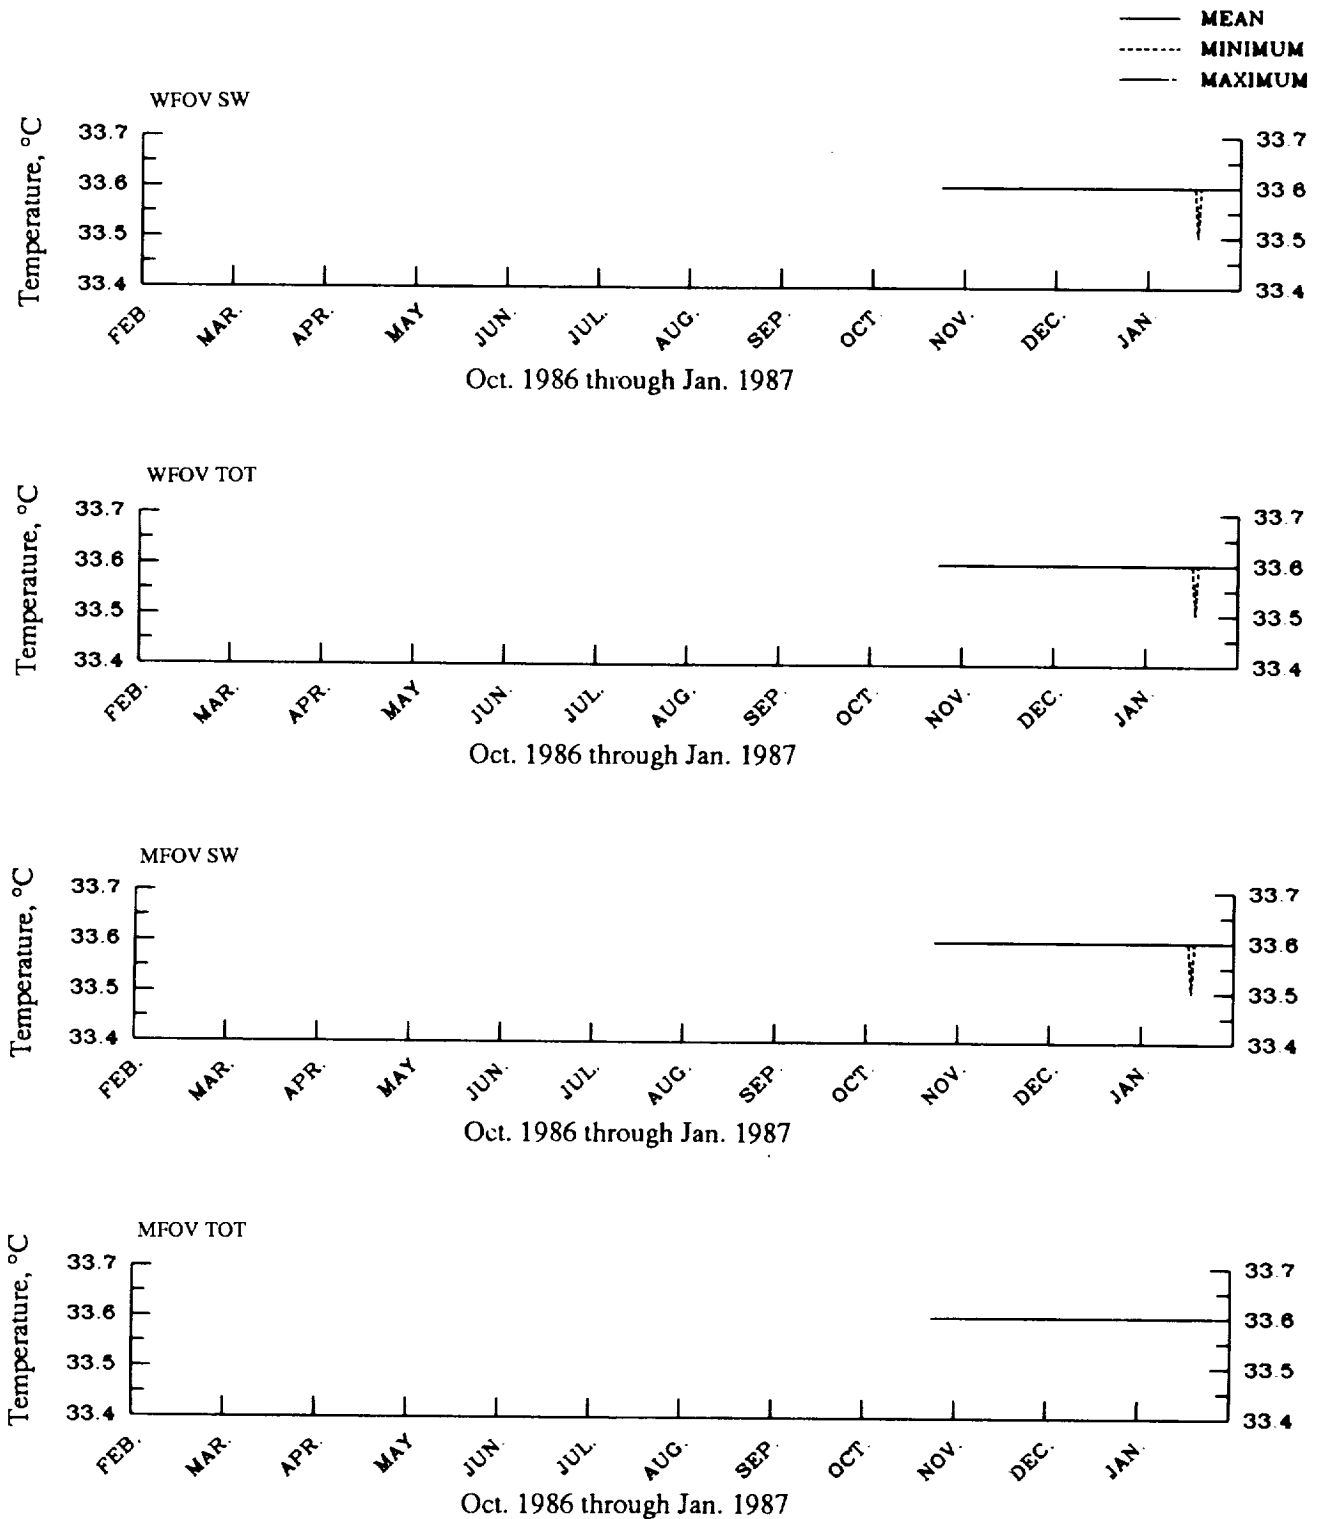 MEAN
MINIMUM
MAXIMUM
WFOV SW
Temperature, °C
33.7
33.6
33.5
33.4
33.7
33 6
33.5
33.4
FEB. MAR. APR. MAY JUN. JUL. AUG. SEP. OCT. NOV. DEC. JAN.
Oct. 1986 through Jan. 1987
WFOV TOT
Temperature, °C
33.7
33.6
33.5
33.4
33.7
33.6
33.5
33.4
FEB. MAR. APR. MAY JUN. JUL. AUG. SEP. OCT. NOV. DEC. JAN.
Oct. 1986 through Jan. 1987
MFOV SW
Temperature, °C
33.7
33.6
33.5
33.4
33.7
33.6
33.5
33.4
FEB. MAR. APR. MAY JUN. JUL. AUG. SEP. OCT. NOV. DEC. JAN.
Oct. 1986 through Jan. 1987
MFOV TOT
Temperature, °C
33.7
33.6
33.5
33.4
33.7
33.6
33.5
33.4
FEB. MAR. APR. MAY JUN. JUL. AUG. SEP. OCT. NOV. DEC. JAN.
Oct. 1986 through Jan. 1987